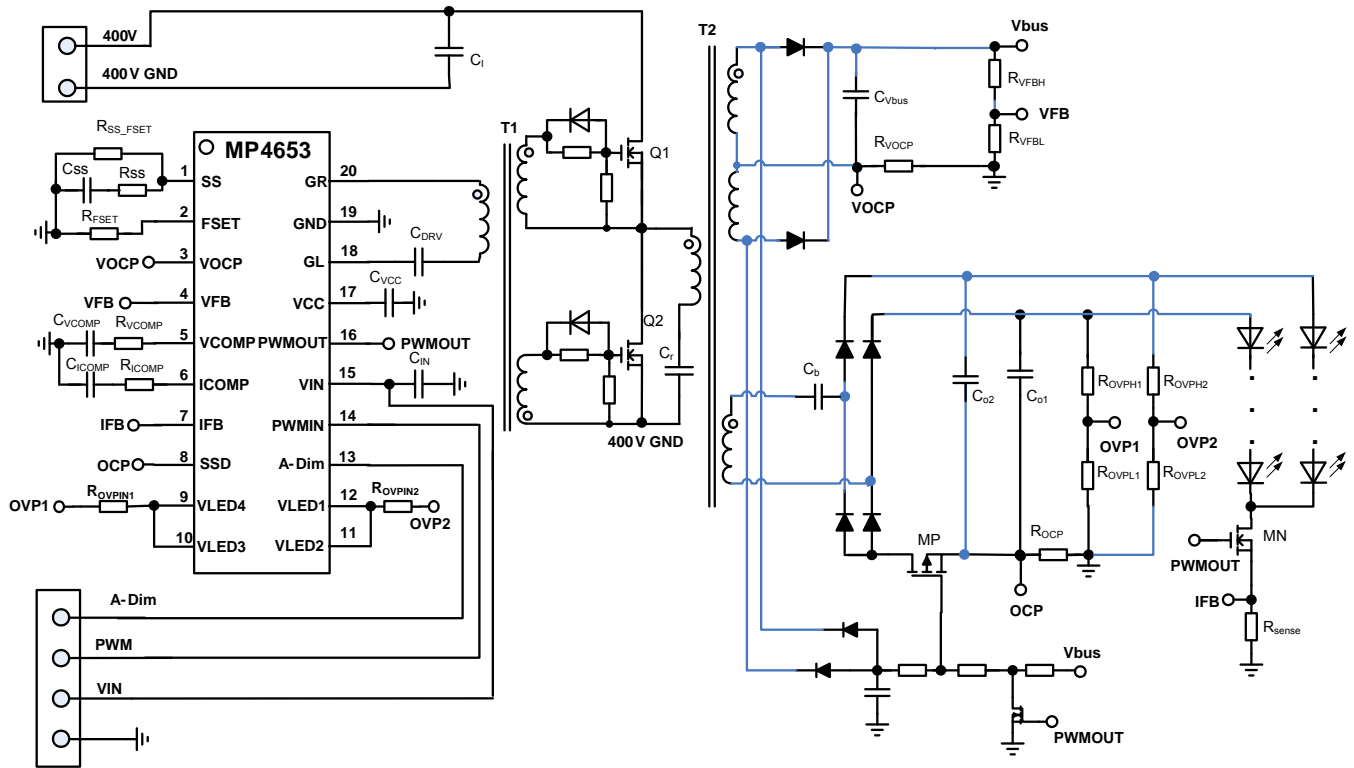 400V
400V GND
C_I
T2
Vbus
R_VFBH
C_Vbus
VFB
R_VOCP
R_VFBL
VOCP
R_SS_FSET
C_SS
R_SS
R_FSET
T1
Q1
MP4653
1 SS
2 FSET
VOCP 3 VOCP
VFB 4 VFB
C_VCOMP R_VCOMP 5 VCOMP
C_ICOMP R_ICOMP 6 ICOMP
IFB 7 IFB
OCP 8 SSD
OVP1 R_OVPIN1 9 VLED4
10 VLED3
GR 20
GND 19
GL 18 C_DRV
VCC 17 C_VCC
PWMOUT 16 PWMOUT
VIN 15 C_IN
PWMIN 14
A-Dim 13
VLED1 12 R_OVPIN2
OVP2
VLED2 11
Q2
C_r
400V GND
C_b
C_o2
C_o1
R_OVPH1
R_OVPH2
OVP1
OVP2
R_OVPL1
R_OVPL2
MP
R_OCP
OCP
MN
PWMOUT
IFB
R_sense
Vbus
PWMOUT
A-Dim
PWM
VIN